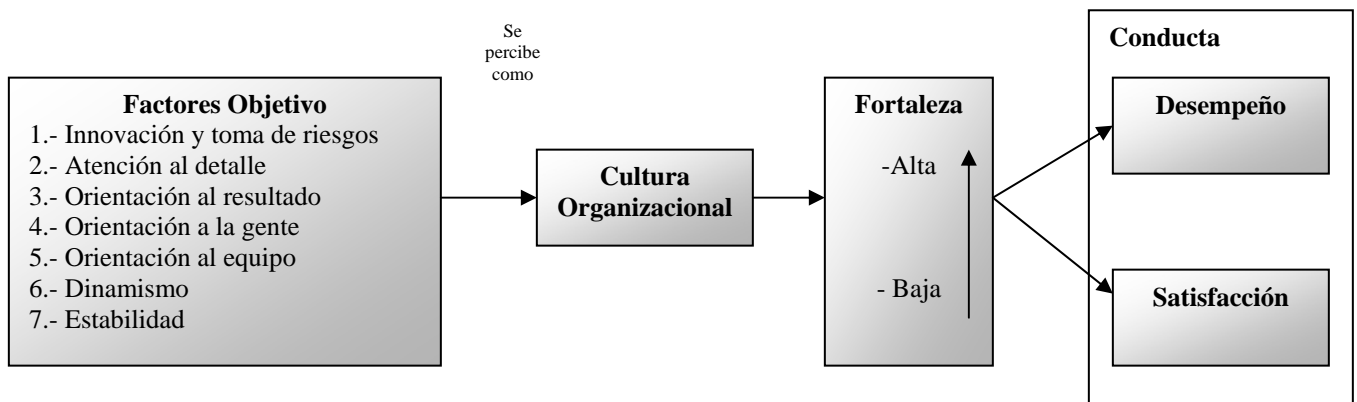 Se
percibe
como
Factores Objetivo
1.- Innovación y toma de riesgos
2.- Atención al detalle
3.- Orientación al resultado
4.- Orientación a la gente
5.- Orientación al equipo
6.- Dinamismo
7.- Estabilidad
Cultura
Organizacional
Fortaleza
-Alta
- Baja
Conducta
Desempeño
Satisfacción